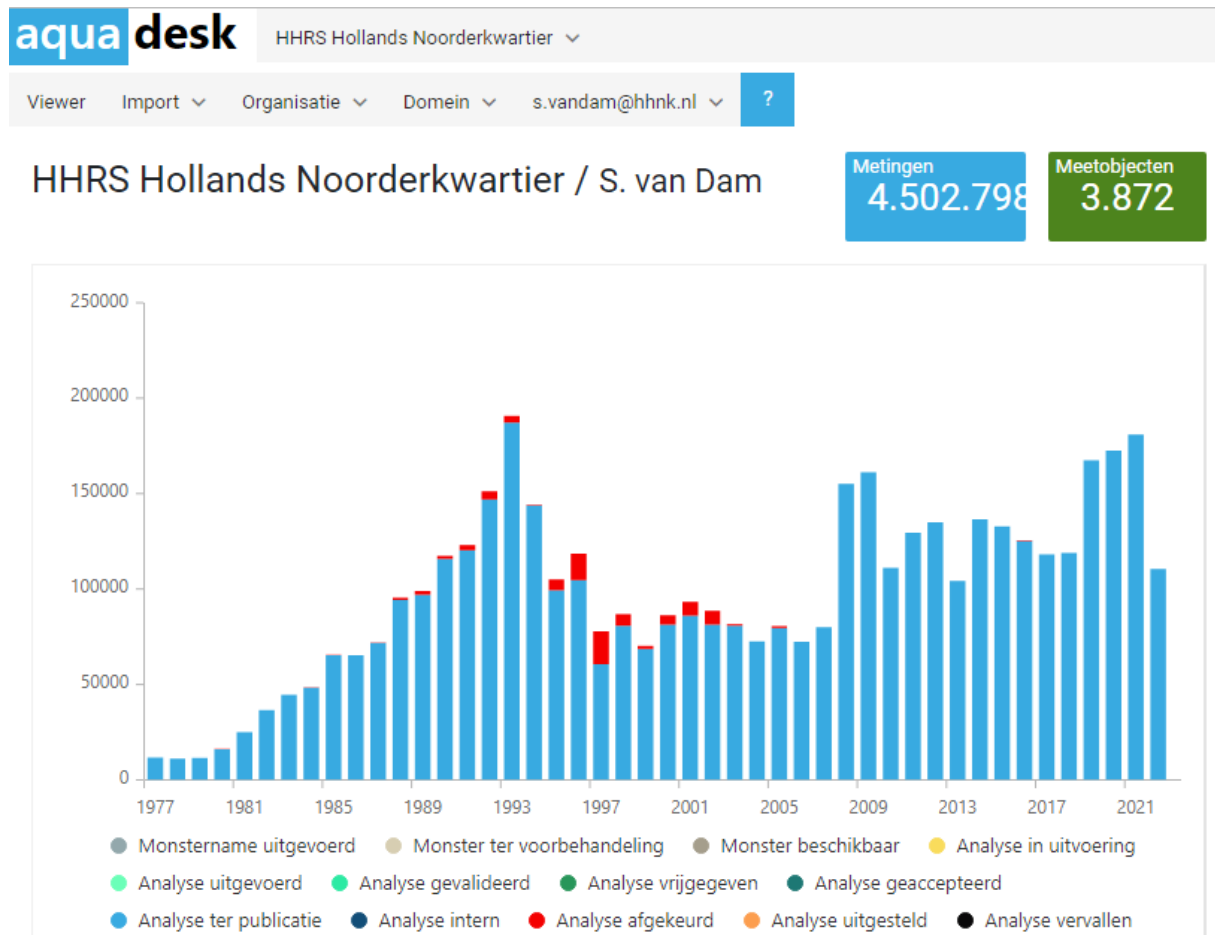 aqua desk HHRS Hollands Noorderkwartier
Viewer Import Organisatie Domein s.vandam@hhnk.nl ?
HHRS Hollands Noorderkwartier / S. van Dam
Metingen
4.502.798
Meetobjecten
3.872
250000
200000
150000
100000
50000
0
1977 1981 1985 1989 1993 1997 2001 2005 2009 2013 2017 2021
Monstername uitgevoerd Monster ter voorbehandeling Monster beschikbaar Analyse in uitvoering
Analyse uitgevoerd Analyse gevalideerd Analyse vrijgegeven Analyse geaccepteerd
Analyse ter publicatie Analyse intern Analyse afgekeurd Analyse uitgesteld Analyse vervallen